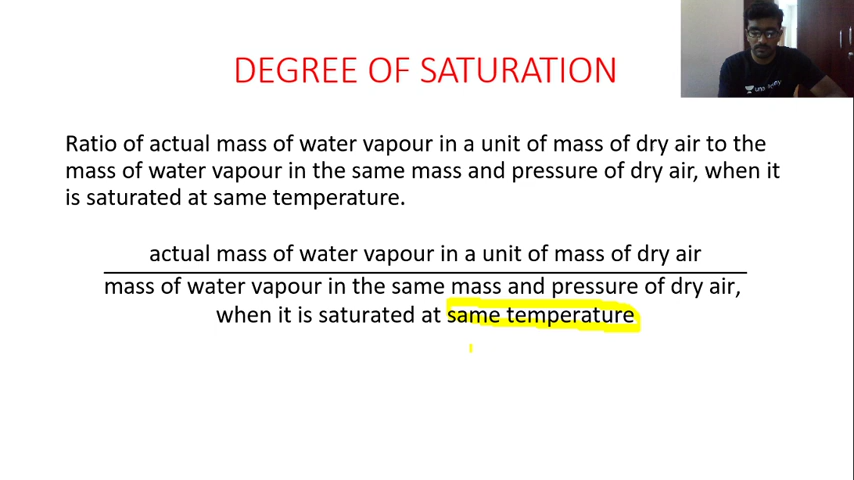 DEGREE OF SATURATION
Ratio of actual mass of water vapour in a unit of mass of dry air to the
mass of water vapour in the same mass and pressure of dry air, when it
is saturated at same temperature.
actual mass of water vapour in a unit of mass of dry air
mass of water vapour in the same mass and pressure of dry air,
when it is saturated at same temperature